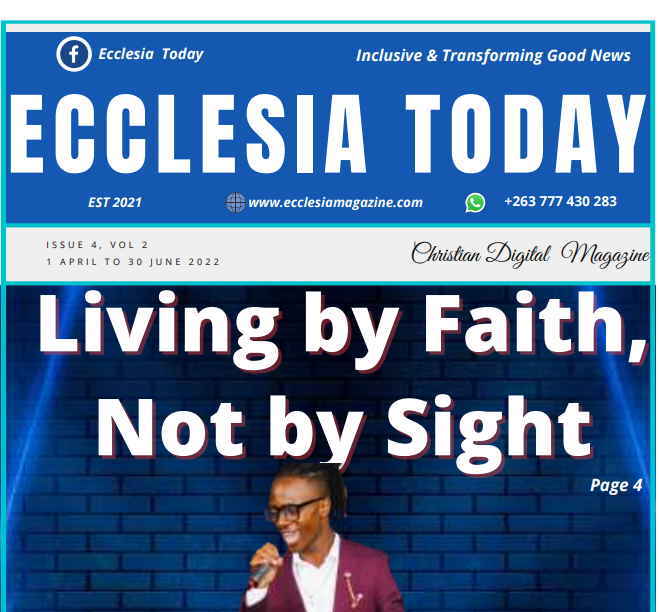 Ecclesia Today
Inclusive & Transforming Good News
ECCLESIA TODAY
EST 2021
www.ecclesiamagazine.com
+263 777 430 283
ISSUE 4, VOL 2
1 APRIL TO 30 JUNE 2022
Christian Digital Magazine
Living by Faith,
Not by Sight
Page 4